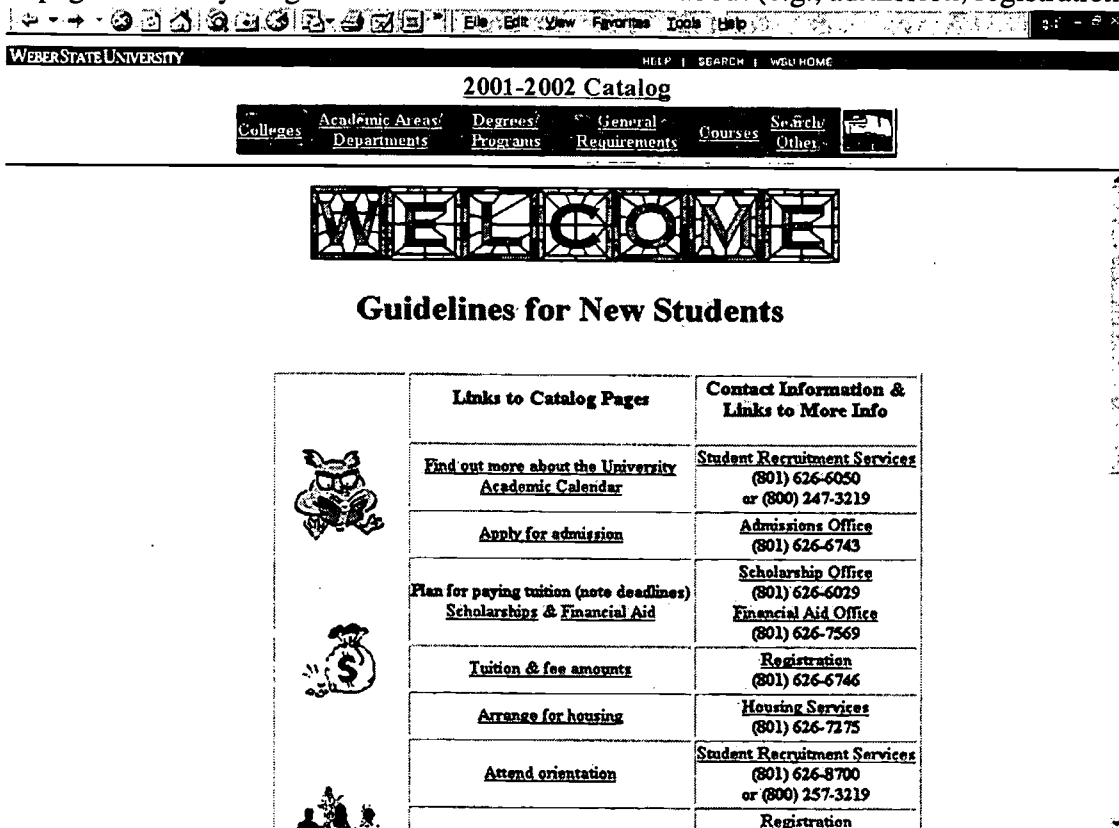 File Edit View Favorites Tools Help
WEBER STATE UNIVERSITY
HELP | SEARCH | WSU HOME
2001-2002 Catalog
Colleges
Academic Areas/
Departments
Degrees/
Programs
General
Requirements
Courses
Search/
Other
WELCOME
Guidelines for New Students
Links to Catalog Pages
Contact Information &
Links to More Info
Find out more about the University
Academic Calendar
Student Recruitment Services
(801) 626-6050
or (800) 247-3219
Apply for admission
Admissions Office
(801) 626-6743
Plan for paying tuition (note deadlines)
Scholarships & Financial Aid
Scholarship Office
(801) 626-6029
Financial Aid Office
(801) 626-7569
$
Tuition & fee amounts
Registration
(801) 626-6746
Arrange for housing
Housing Services
(801) 626-7275
Attend orientation
Student Recruitment Services
(801) 626-8700
or (800) 257-3219
Registration